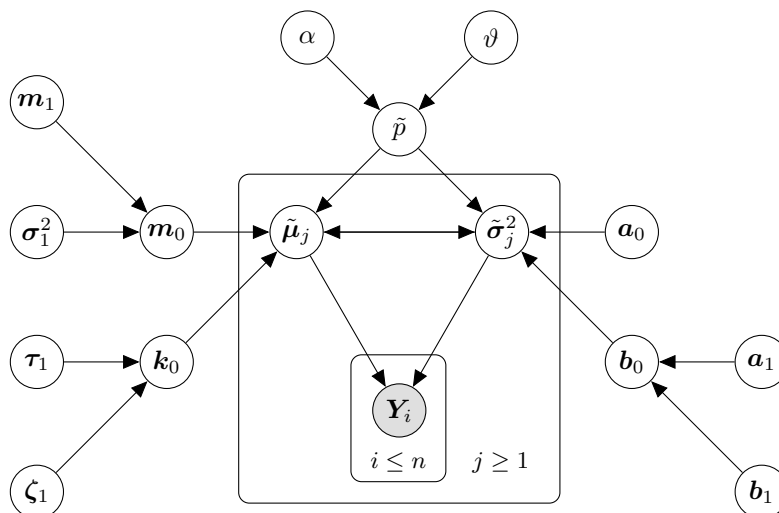 α ϑ
𝒎₁
p̃
𝝈₁² 𝒎₀ 𝝁̃ⱼ 𝝈̃ⱼ² 𝒂₀
𝝉₁ 𝒌₀ 𝒃₀ 𝒂₁
𝒀ᵢ
i ≤ n j ≥ 1
𝜻₁ 𝒃₁